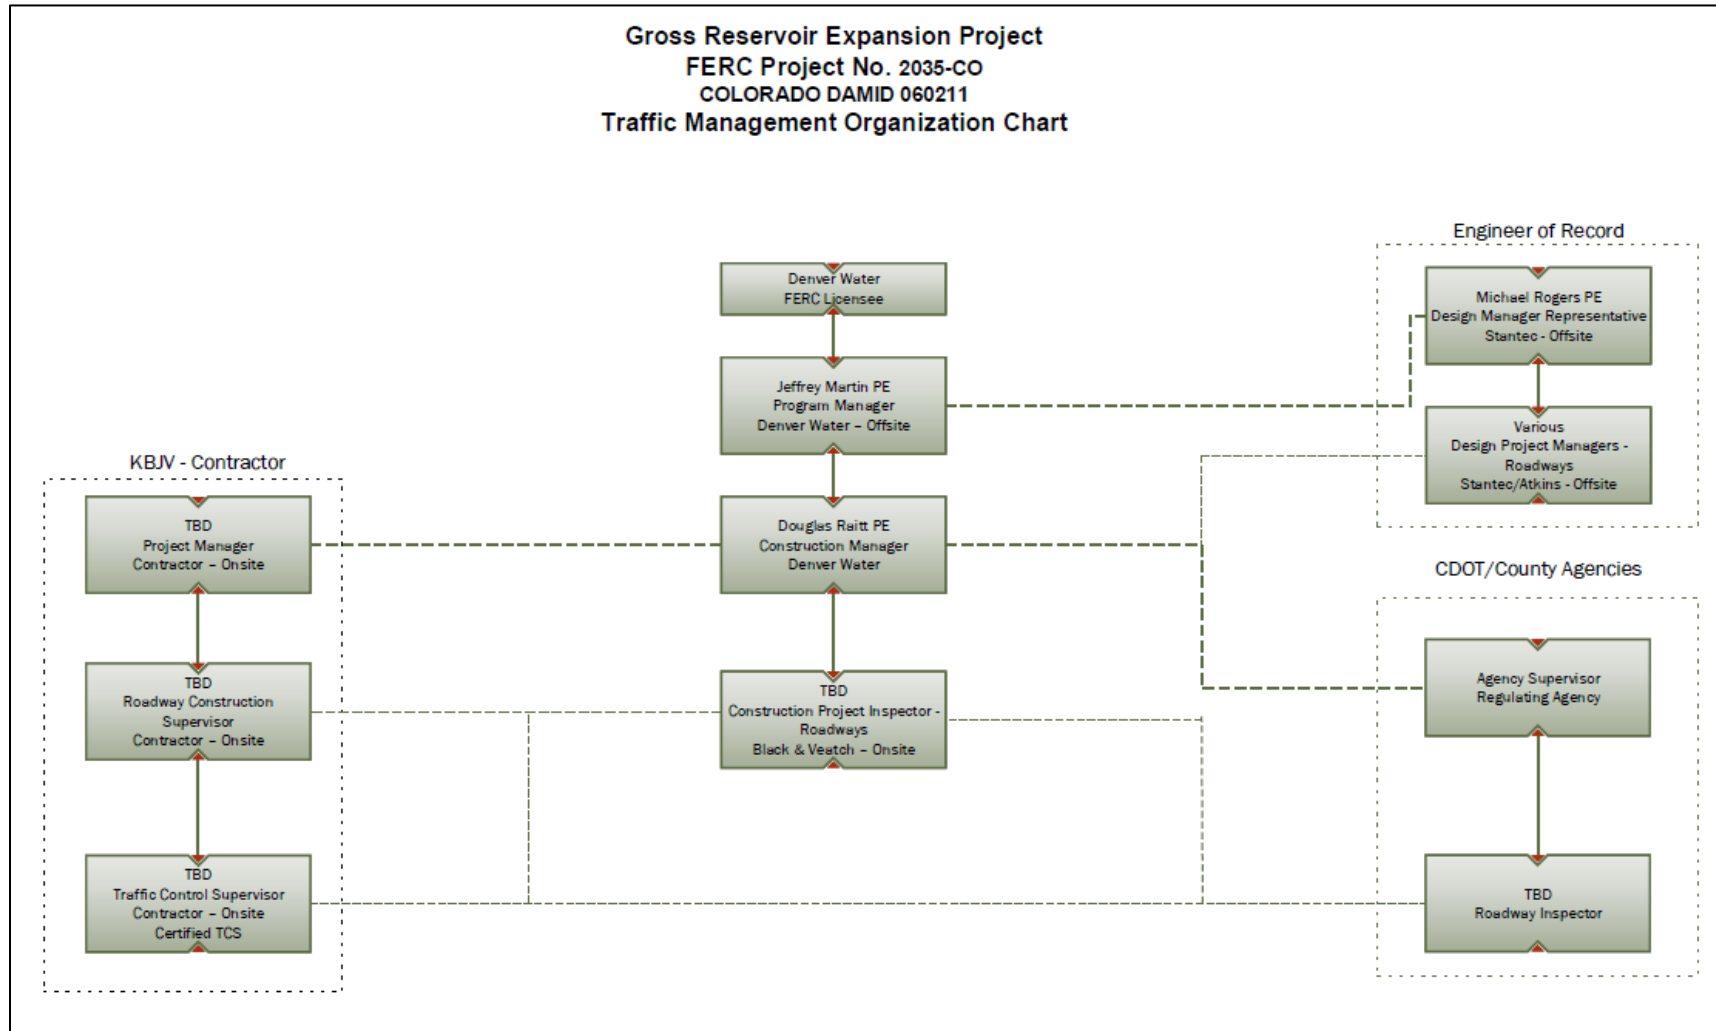 Gross Reservoir Expansion Project
FERC Project No. 2035-CO
COLORADO DAMID 060211
Traffic Management Organization Chart
Engineer of Record
Michael Rogers PE
Design Manager Representative
Stantec - Offsite
Various
Design Project Managers -
Roadways
Stantec/Atkins - Offsite
Denver Water
FERC Licensee
Jeffrey Martin PE
Program Manager
Denver Water – Offsite
Douglas Raitt PE
Construction Manager
Denver Water
TBD
Construction Project Inspector -
Roadways
Black & Veatch – Onsite
KBJV - Contractor
TBD
Project Manager
Contractor – Onsite
TBD
Roadway Construction
Supervisor
Contractor – Onsite
TBD
Traffic Control Supervisor
Contractor – Onsite
Certified TCS
CDOT/County Agencies
Agency Supervisor
Regulating Agency
TBD
Roadway Inspector